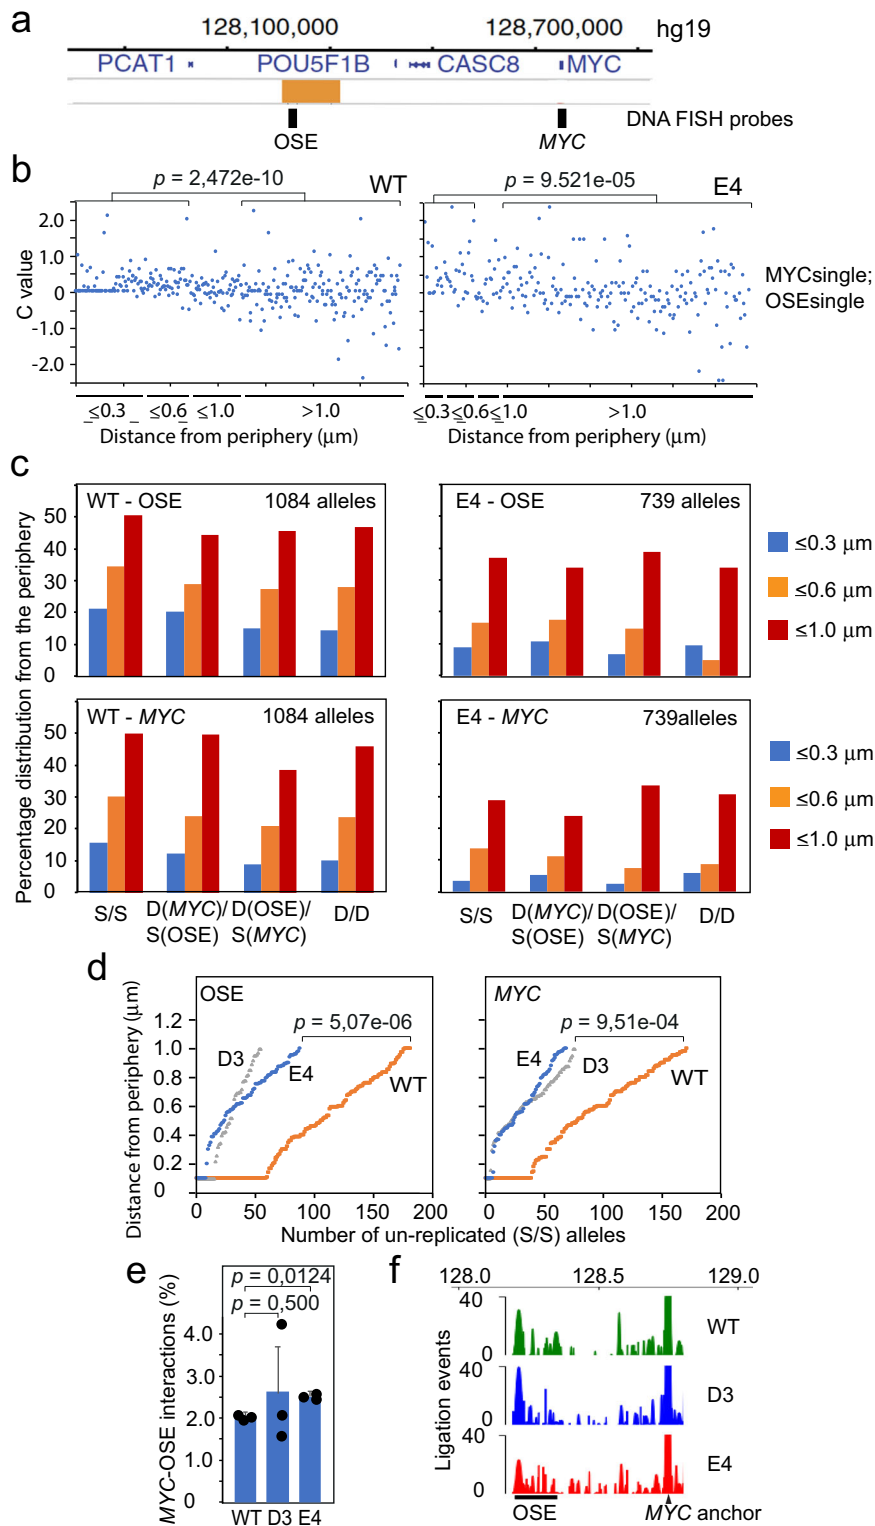 a
128,100,000 128,700,000 hg19
PCAT1 POU5F1B CASC8 MYC
DNA FISH probes
OSE MYC
b
p = 2,472e-10 WT p = 9.521e-05 E4
C value
2.0
1.0
0
-1.0
-2.0
MYCsingle;
OSEsingle
≤0.3 ≤0.6 ≤1.0 >1.0
≤0.3 ≤0.6 ≤1.0 >1.0
Distance from periphery (µm) Distance from periphery (µm)
c
Percentage distribution from the periphery
WT - OSE 1084 alleles
50
40
30
20
10
0
E4 - OSE 739 alleles
≤0.3 µm
≤0.6 µm
≤1.0 µm
WT - MYC 1084 alleles
50
40
30
20
10
0
E4 - MYC 739alleles
≤0.3 µm
≤0.6 µm
≤1.0 µm
S/S D(MYC)/ D(OSE)/ D/D
S(OSE) S(MYC)
S/S D(MYC)/ D(OSE)/ D/D
S(OSE) S(MYC)
d
Distance from periphery (µm)
OSE
1.2
1.0
0.8
0.6
0.4
0.2
0
p = 5,07e-06
D3
E4
WT
0 50 100 150 200
MYC
p = 9,51e-04
E4
D3
WT
0 50 100 150 200
Number of un-replicated (S/S) alleles
e
MYC-OSE interactions (%)
p = 0,0124
p = 0,500
4.0
3.0
2.0
1.0
0
WT D3 E4
f
128.0 128.5 129.0
Ligation events
40
0
WT
40
0
D3
40
0
E4
OSE MYC anchor